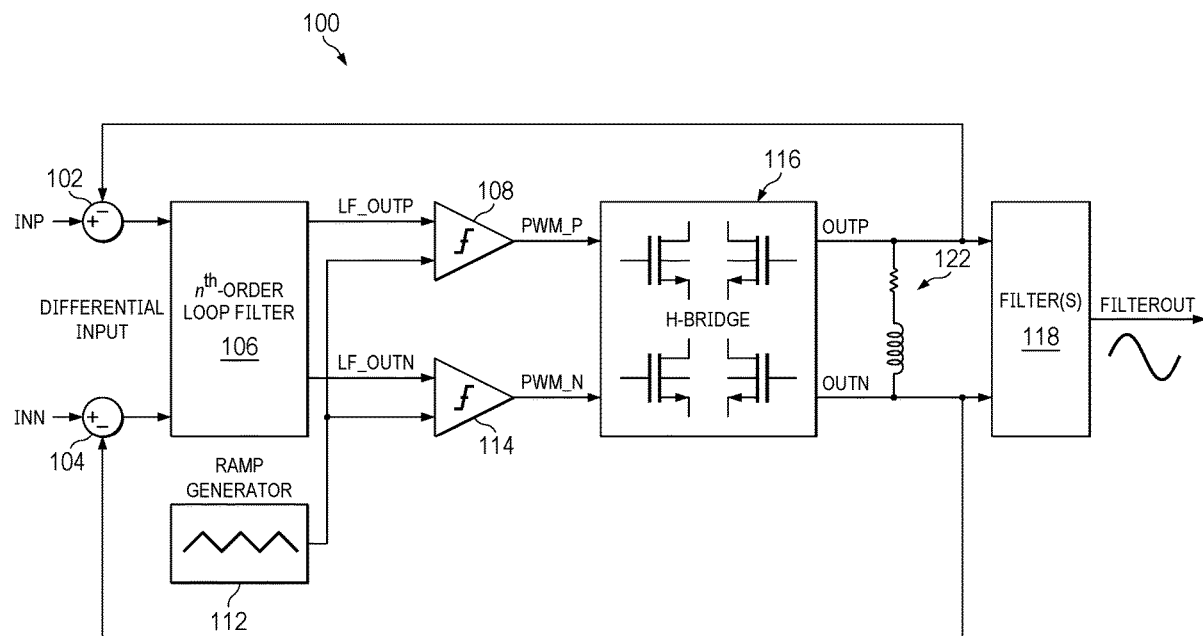 100
102
INP
LF_OUTP
108
PWM_P
116
OUTP
122
DIFFERENTIAL
INPUT
nth-ORDER
LOOP FILTER
106
H-BRIDGE
FILTER(S)
118
FILTEROUT
LF_OUTN
PWM_N
OUTN
INN
104
114
RAMP
GENERATOR
112